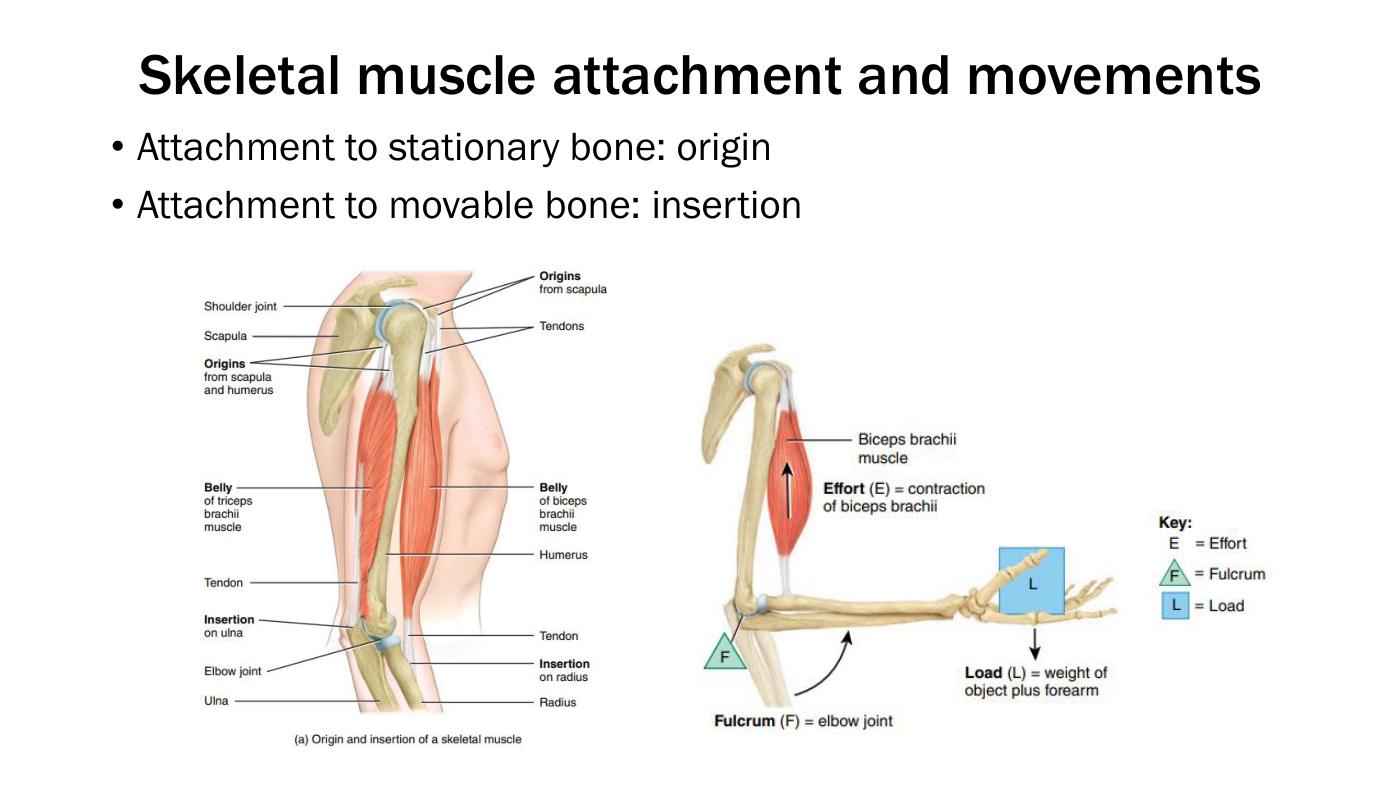 Skeletal muscle attachment and movements
• Attachment to stationary bone: origin
• Attachment to movable bone: insertion
Shoulder joint
Scapula
Origins
from scapula
and humerus
Belly
of triceps
brachii
muscle
Tendon
Insertion
on ulna
Elbow joint
Ulna
Origins
from scapula
Tendons
Belly
of biceps
brachii
muscle
Humerus
Tendon
Insertion
on radius
Radius
(a) Origin and insertion of a skeletal muscle
Biceps brachii
muscle
Effort (E) = contraction
of biceps brachii
L
F
Load (L) = weight of
object plus forearm
Fulcrum (F) = elbow joint
Key:
E = Effort
F = Fulcrum
L = Load